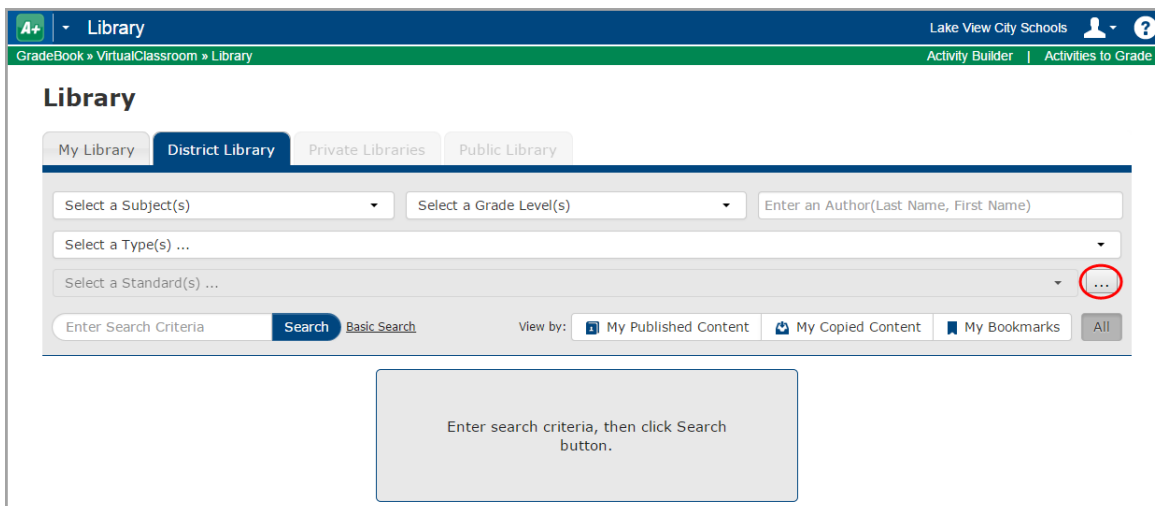 A+ Library Lake View City Schools ?
GradeBook » VirtualClassroom » Library Activity Builder | Activities to Grade
Library
My Library District Library Private Libraries Public Library
Select a Subject(s) Select a Grade Level(s) Enter an Author(Last Name, First Name)
Select a Type(s) ...
Select a Standard(s) ... ...
Enter Search Criteria Search Basic Search View by: My Published Content My Copied Content My Bookmarks All
Enter search criteria, then click Search
button.